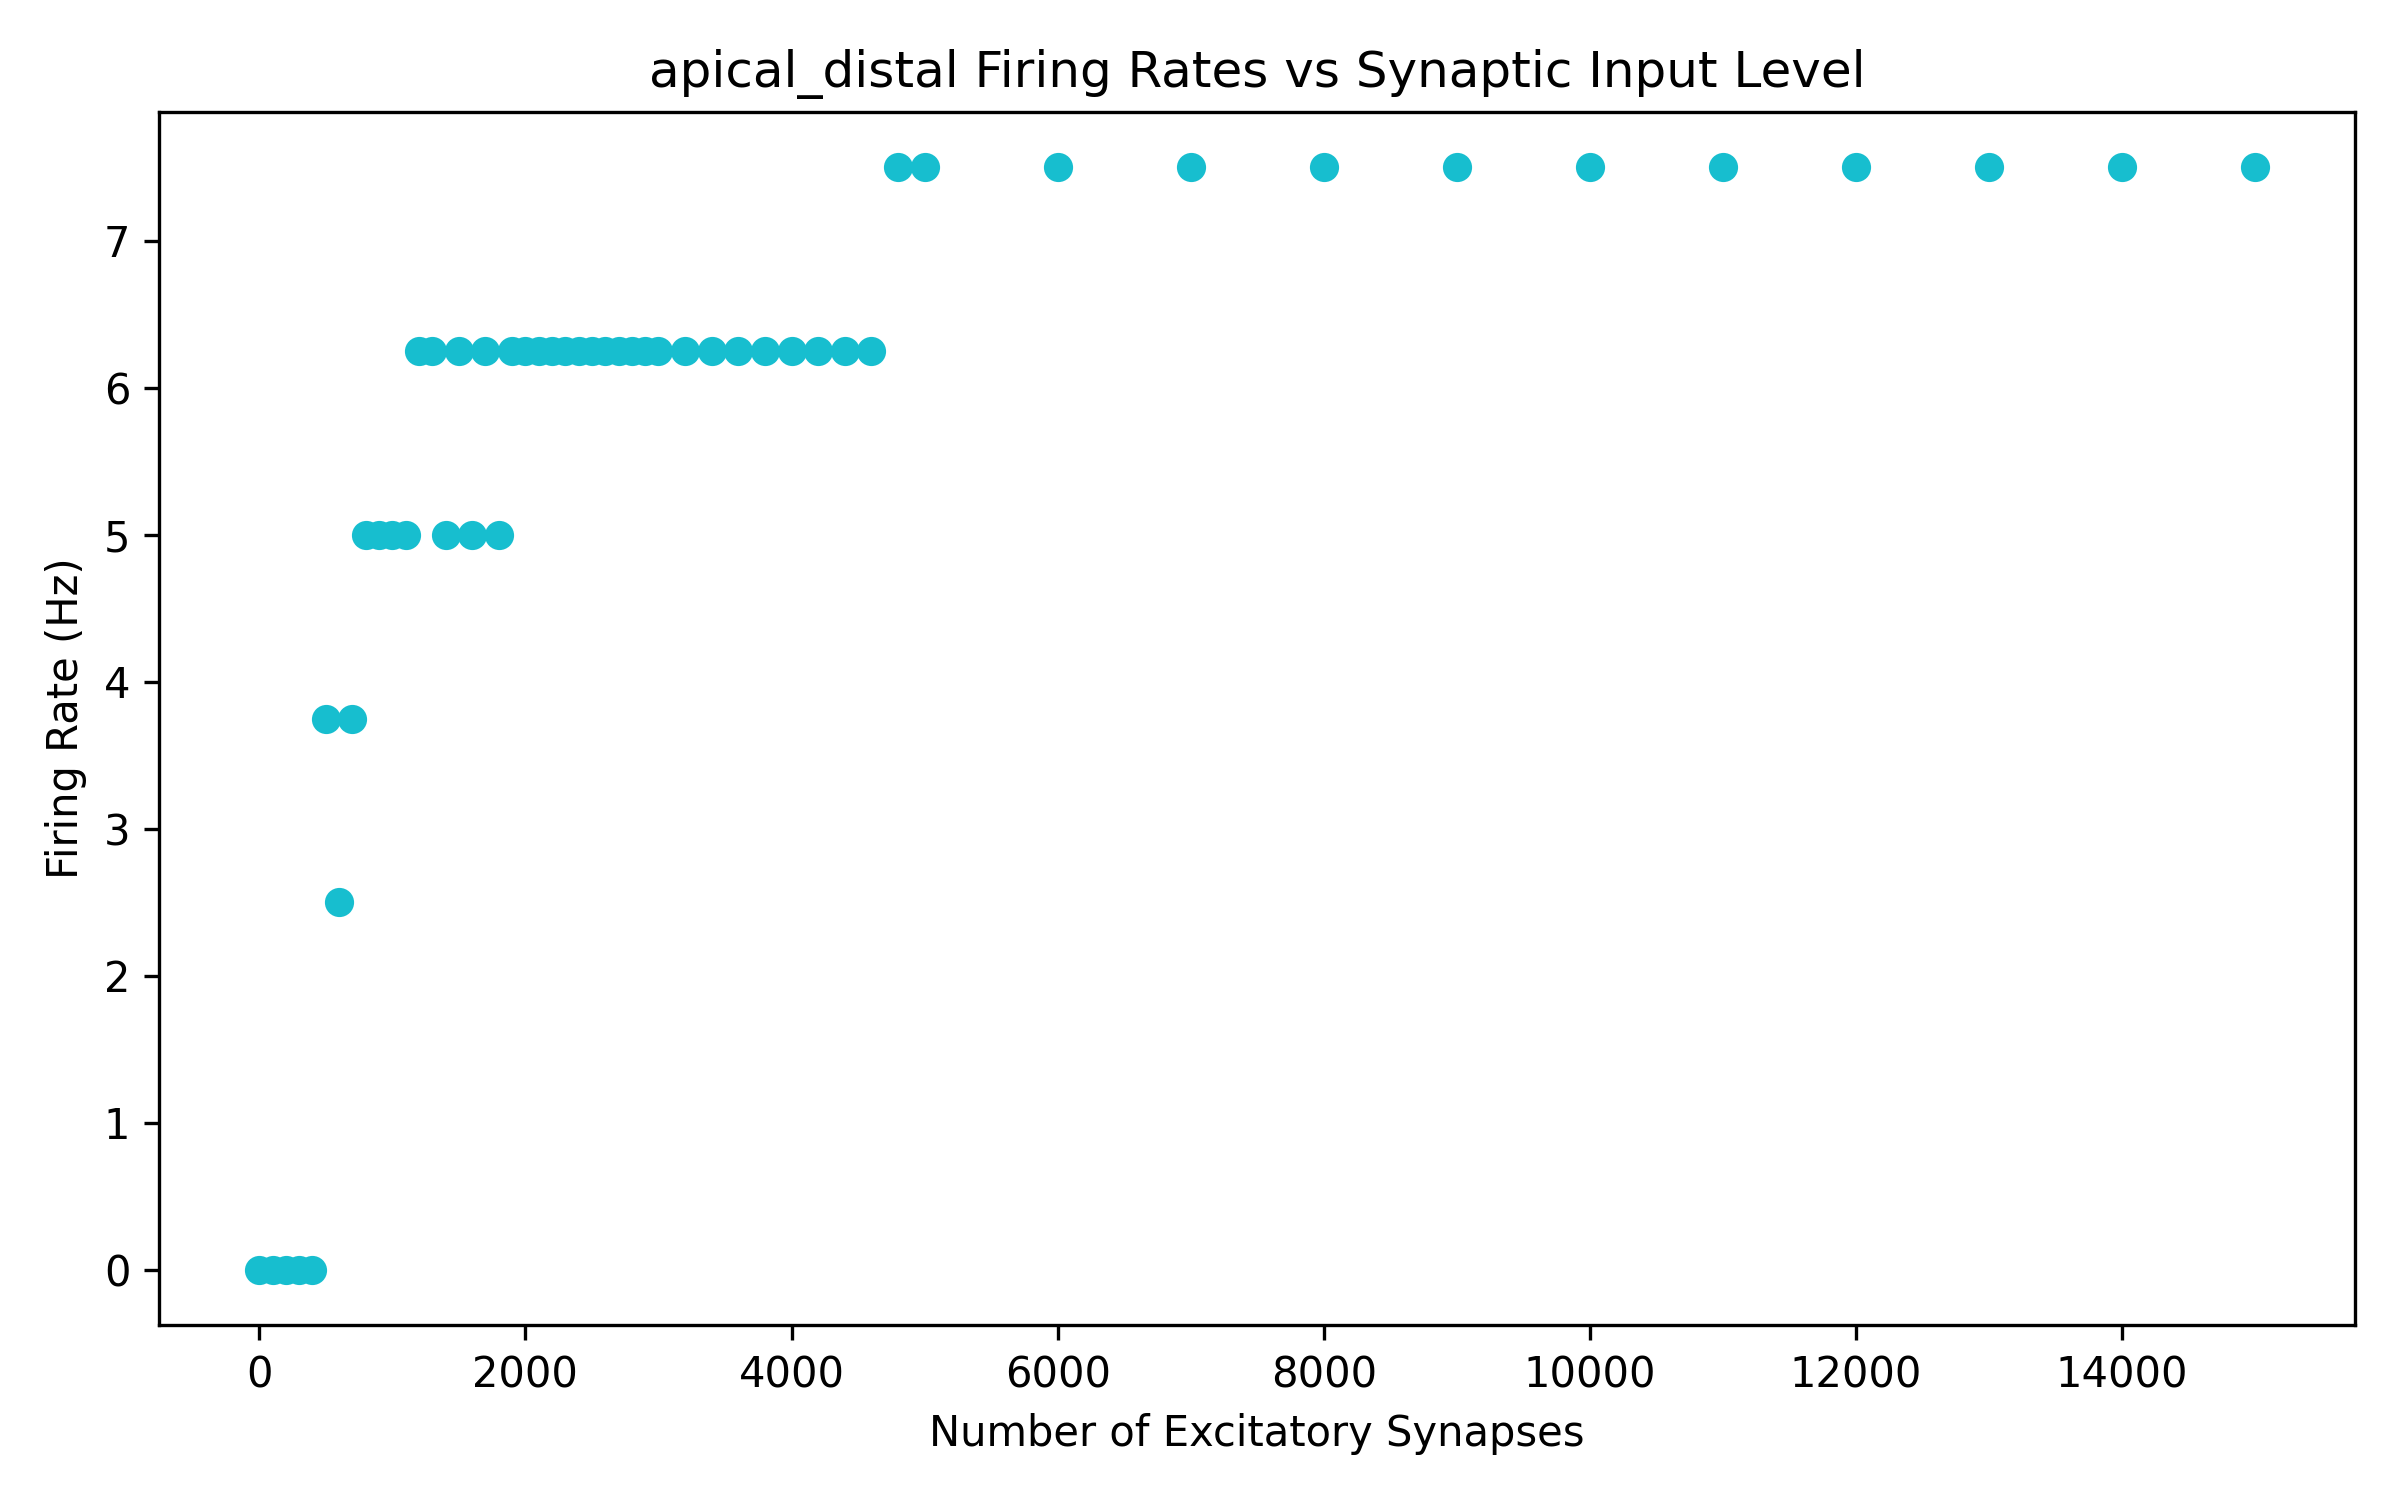 apical_distal Firing Rates vs Synaptic Input Level
7
6
5
4
3
2
1
0
Firing Rate (Hz)
0 2000 4000 6000 8000 10000 12000 14000
Number of Excitatory Synapses